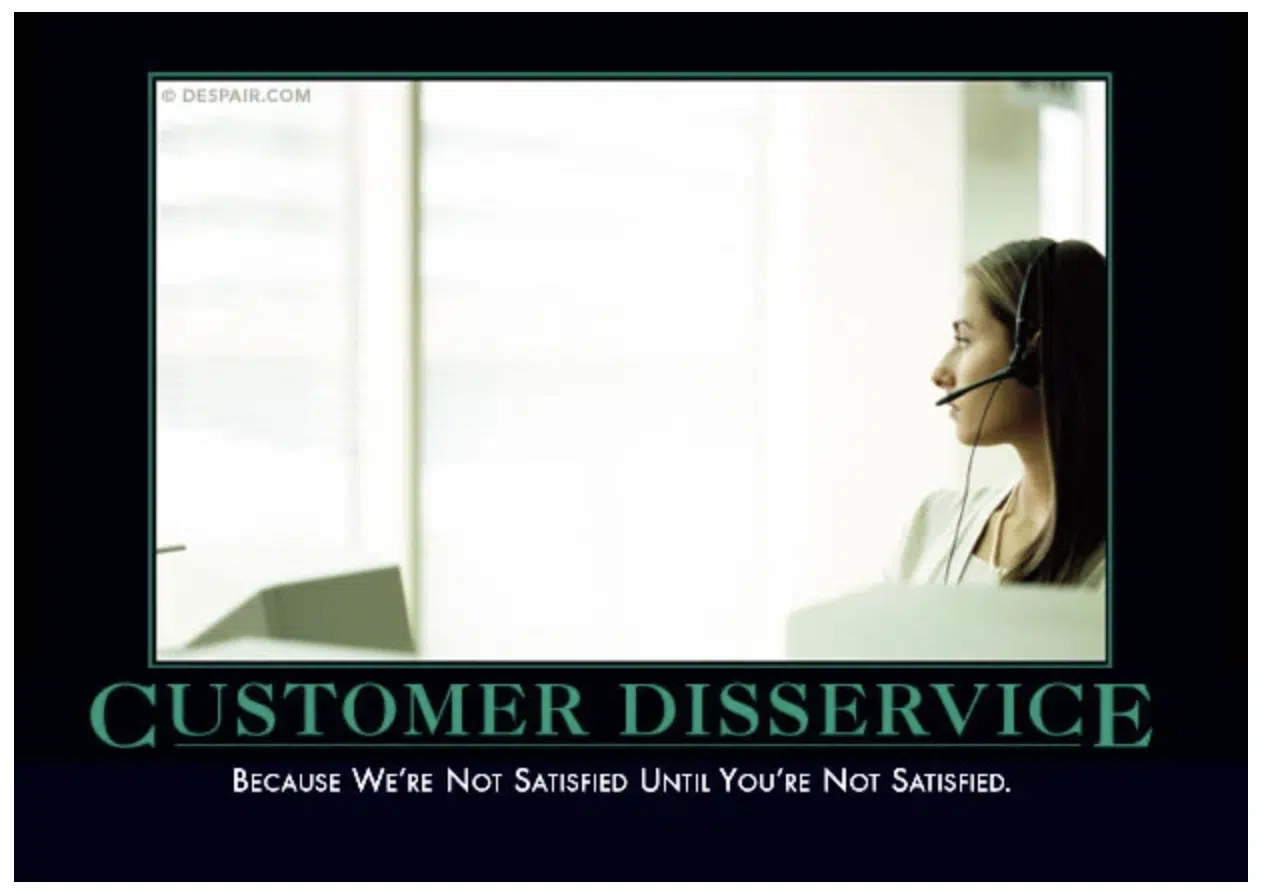 © DESPAIR.COM
CUSTOMER DISSERVICE
BECAUSE WE'RE NOT SATISFIED UNTIL YOU'RE NOT SATISFIED.